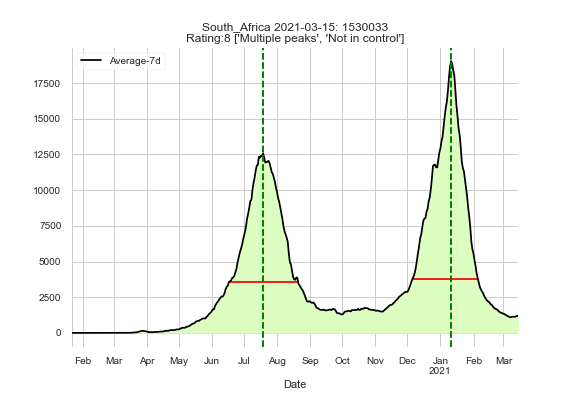 South_Africa 2021-03-15: 1530033
Rating:8 ['Multiple peaks', 'Not in control']
Average-7d
17500
15000
12500
10000
7500
5000
2500
0
Feb Mar Apr May Jun Jul Aug Sep Oct Nov Dec Jan Feb Mar
2021
Date